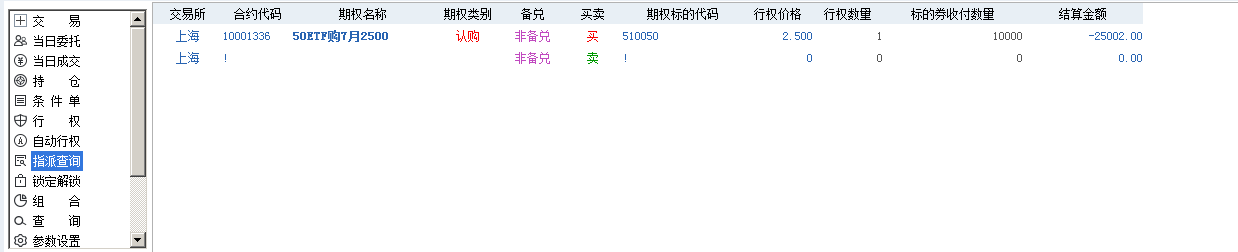 交　　易
当日委托
当日成交
持　　仓
条 件 单
行　　权
自动行权
指派查询
锁定解锁
组　　合
查　　询
参数设置
交易所 合约代码 期权名称 期权类别 备兑 买卖 期权标的代码 行权价格 行权数量 标的券收付数量 结算金额
上海 10001336 50ETF购7月2500 认购 非备兑 买 510050 2.500 1 10000 -25002.00
上海 ! 非备兑 卖 ! 0 0 0 0.00